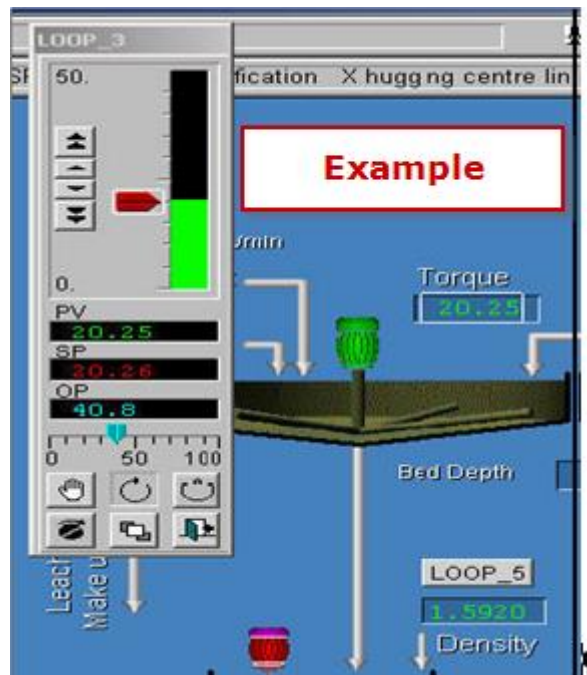 LOOP_3
fication X hugg ng centre lin
50.
Example
/min
0.
Torque
20.25
PV
20.25
SP
20.26
OP
40.8
0 50 100
Bed Depth
LOOP_5
1.5920
Density
Leach
Make u